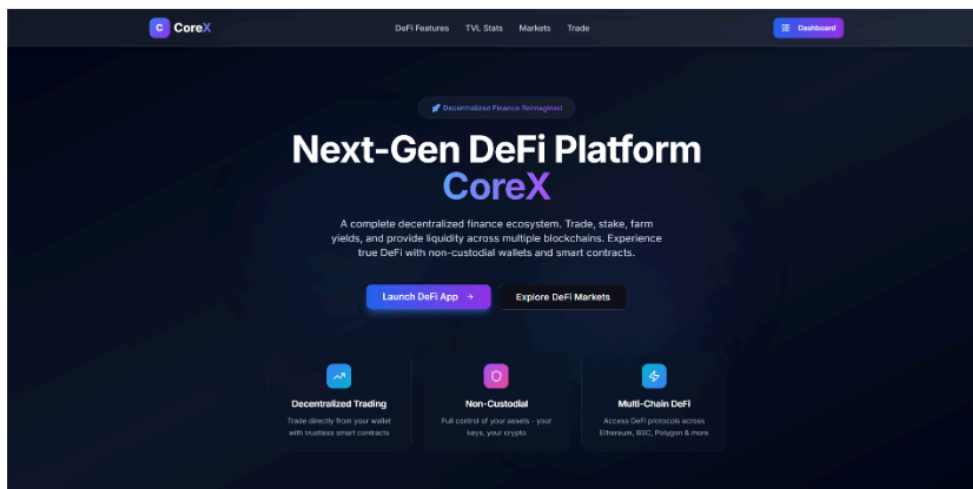 C CoreX
DeFi Features TVL Stats Markets Trade
Dashboard
Decentralized Finance Reimagined
Next-Gen DeFi Platform
CoreX
A complete decentralized finance ecosystem. Trade, stake, farm
yields, and provide liquidity across multiple blockchains. Experience
true DeFi with non-custodial wallets and smart contracts.
Launch DeFi App →
Explore DeFi Markets
Decentralized Trading
Trade directly from your wallet
with trustless smart contracts
Non-Custodial
Full control of your assets - your
keys, your crypto
Multi-Chain DeFi
Access DeFi protocols across
Ethereum, BSC, Polygon & more